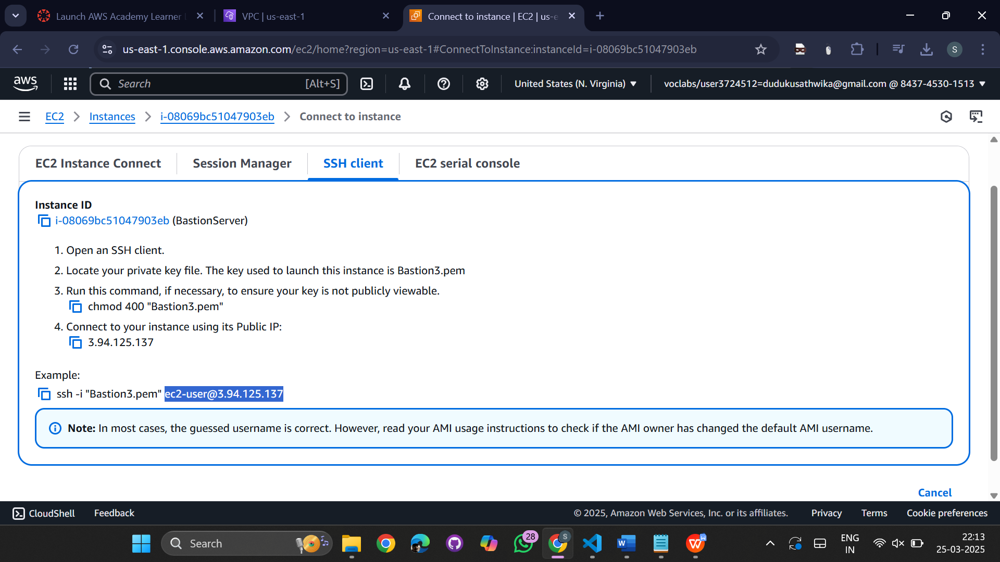 Launch AWS Academy Learner
VPC | us-east-1
Connect to instance | EC2 | us-e
us-east-1.console.aws.amazon.com/ec2/home?region=us-east-1#ConnectToInstance:instanceId=i-08069bc51047903eb
S
aws
Search
[Alt+S]
United States (N. Virginia)
voclabs/user3724512=dudukusathwika@gmail.com @ 8437-4530-1513
EC2
Instances
i-08069bc51047903eb
Connect to instance
EC2 Instance Connect
Session Manager
SSH client
EC2 serial console
Instance ID
i-08069bc51047903eb (BastionServer)
1. Open an SSH client.
2. Locate your private key file. The key used to launch this instance is Bastion3.pem
3. Run this command, if necessary, to ensure your key is not publicly viewable.
chmod 400 "Bastion3.pem"
4. Connect to your instance using its Public IP:
3.94.125.137
Example:
ssh -i "Bastion3.pem" ec2-user@3.94.125.137
Note: In most cases, the guessed username is correct. However, read your AMI usage instructions to check if the AMI owner has changed the default AMI username.
Cancel
CloudShell
Feedback
© 2025, Amazon Web Services, Inc. or its affiliates.
Privacy
Terms
Cookie preferences
Search
28
S
W
W
ENG
IN
22:13
25-03-2025